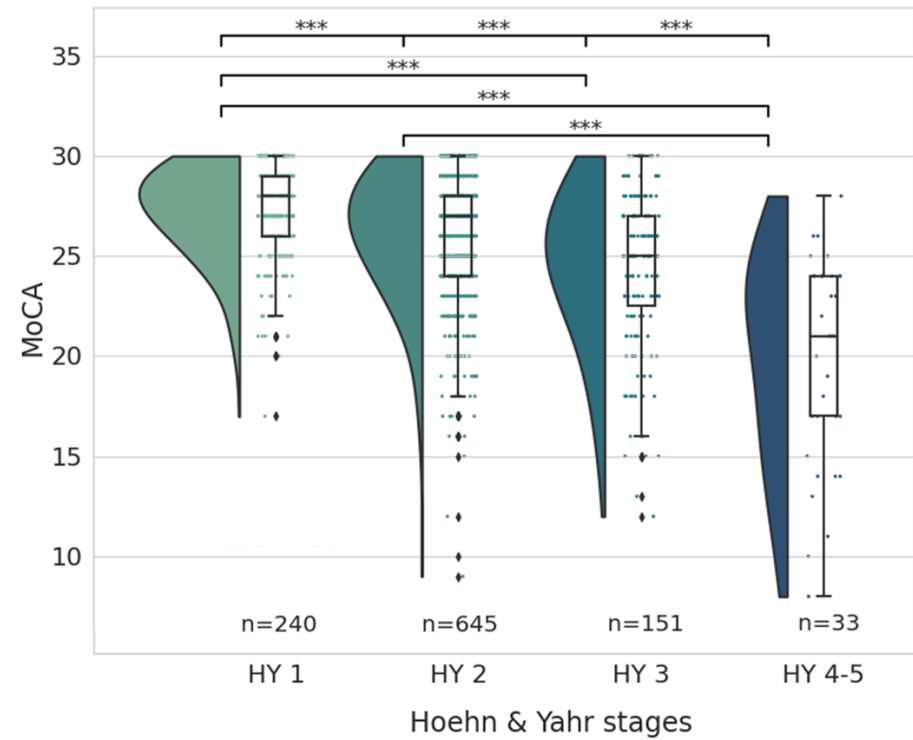 ***
***
***
***
***
***
35
30
25
20
15
10
MoCA
n=240
n=645
n=151
n=33
HY 1
HY 2
HY 3
HY 4-5
Hoehn & Yahr stages